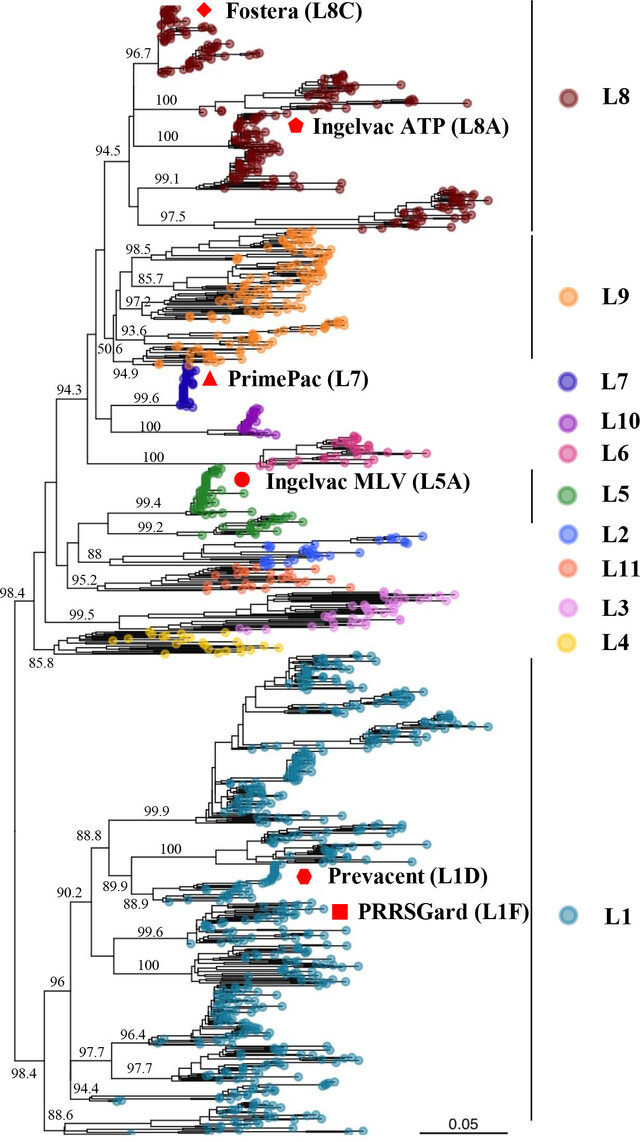 Fostera (L8C)
96.7
L8
100
Ingelvac ATP (L8A)
100
94.5
99.1
97.5
98.5
85.7
97.2
L9
93.6
50.6
94.9
PrimePac (L7)
L7
94.3
99.6
L10
100
L6
100
Ingelvac MLV (L5A)
L5
99.4
99.2
L2
88
L11
95.2
98.4
L3
99.5
L4
85.8
99.9
88.8
100
Prevacent (L1D)
89.9
90.2
88.9
PRRSGard (L1F)
L1
99.6
100
96
96.4
97.7
97.7
98.4
94.4
88.6
0.05